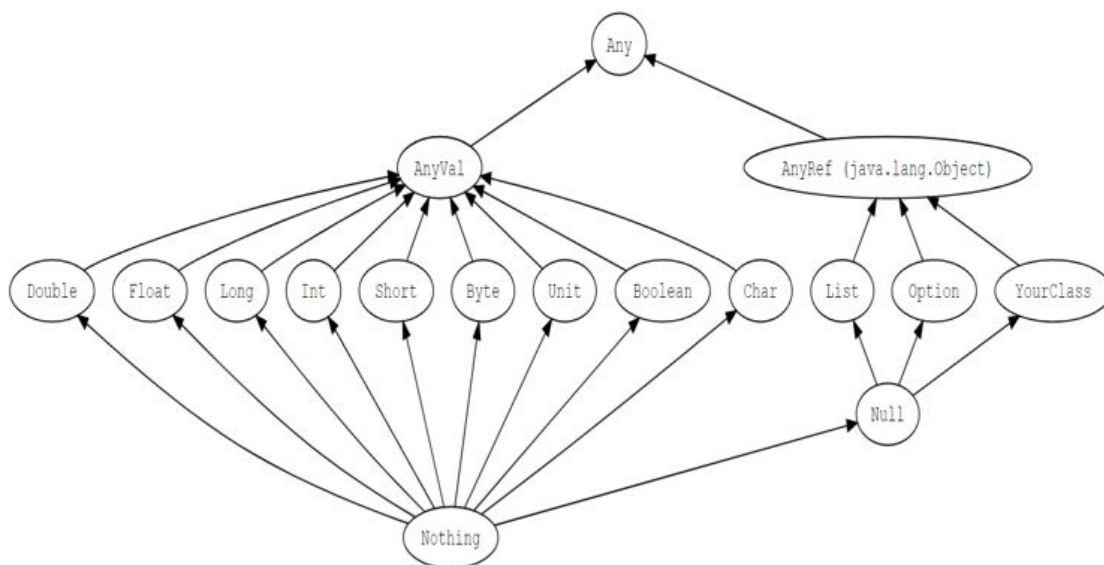 Any
AnyVal
AnyRef (java.lang.Object)
Double
Float
Long
Int
Short
Byte
Unit
Boolean
Char
List
Option
YourClass
Null
Nothing